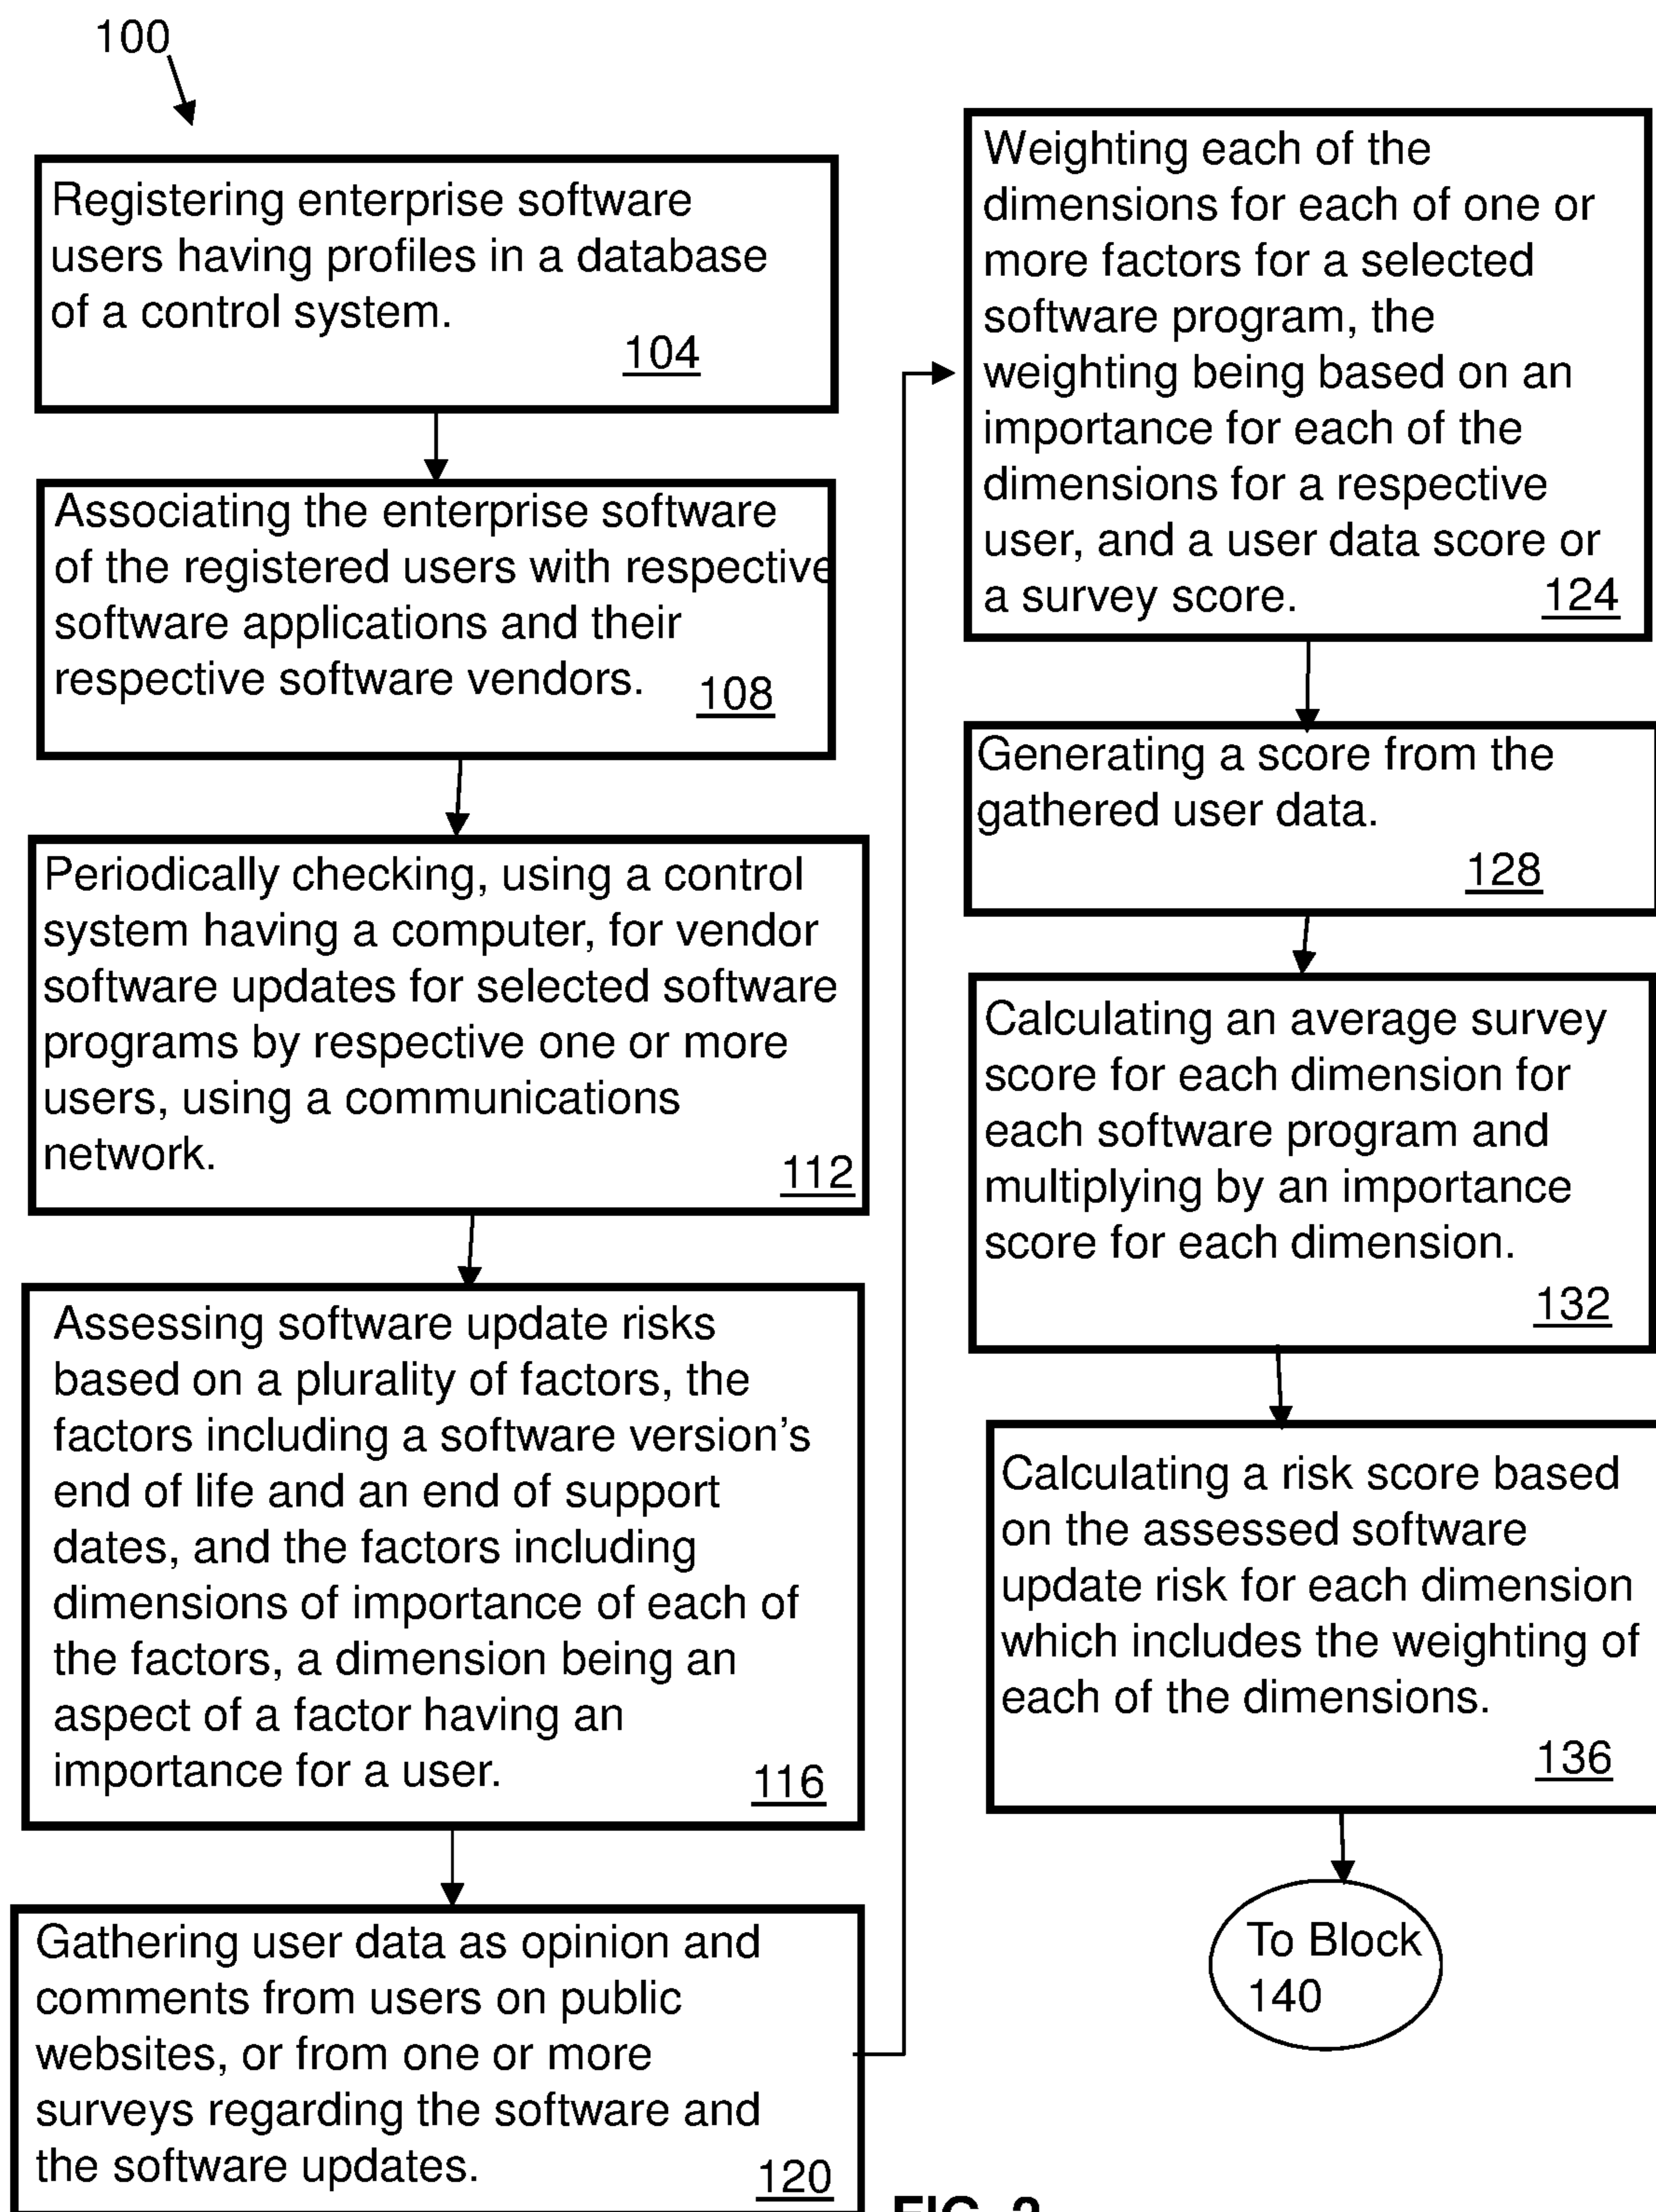 100
Registering enterprise software
users having profiles in a database
of a control system.
104
Associating the enterprise software
of the registered users with respective
software applications and their
respective software vendors.
108
Periodically checking, using a control
system having a computer, for vendor
software updates for selected software
programs by respective one or more
users, using a communications
network.
112
Assessing software update risks
based on a plurality of factors, the
factors including a software version’s
end of life and an end of support
dates, and the factors including
dimensions of importance of each of
the factors, a dimension being an
aspect of a factor having an
importance for a user.
116
Gathering user data as opinion and
comments from users on public
websites, or from one or more
surveys regarding the software and
the software updates.
120
Weighting each of the
dimensions for each of one or
more factors for a selected
software program, the
weighting being based on an
importance for each of the
dimensions for a respective
user, and a user data score or
a survey score.
124
Generating a score from the
gathered user data.
128
Calculating an average survey
score for each dimension for
each software program and
multiplying by an importance
score for each dimension.
132
Calculating a risk score based
on the assessed software
update risk for each dimension
which includes the weighting of
each of the dimensions.
136
To Block
140
FIG.